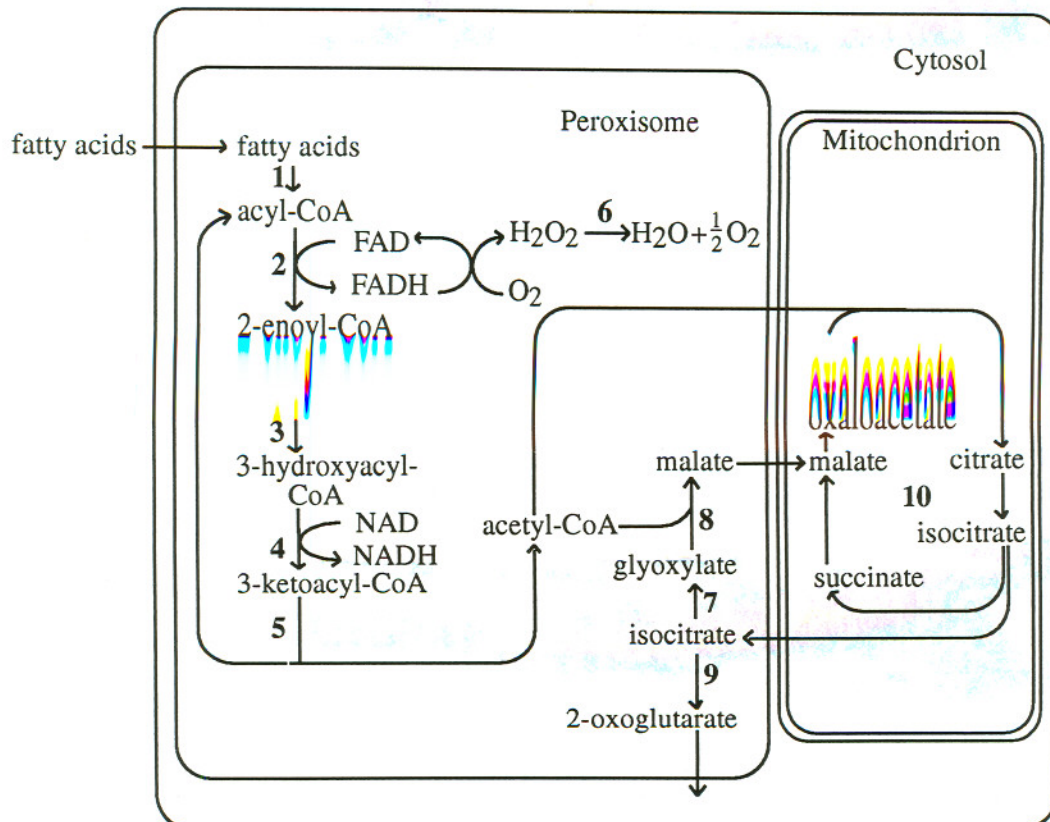 Cytosol
Peroxisome
Mitochondrion
fatty acids
fatty acids
1
acyl-CoA
2
FAD
FADH
H₂O₂
6
H₂O+½O₂
O₂
2-enoyl-CoA
3
3-hydroxyacyl-
CoA
4
NAD
NADH
3-ketoacyl-CoA
5
acetyl-CoA
malate
8
glyoxylate
7
isocitrate
9
2-oxoglutarate
oxaloacetate
malate
citrate
10
isocitrate
succinate